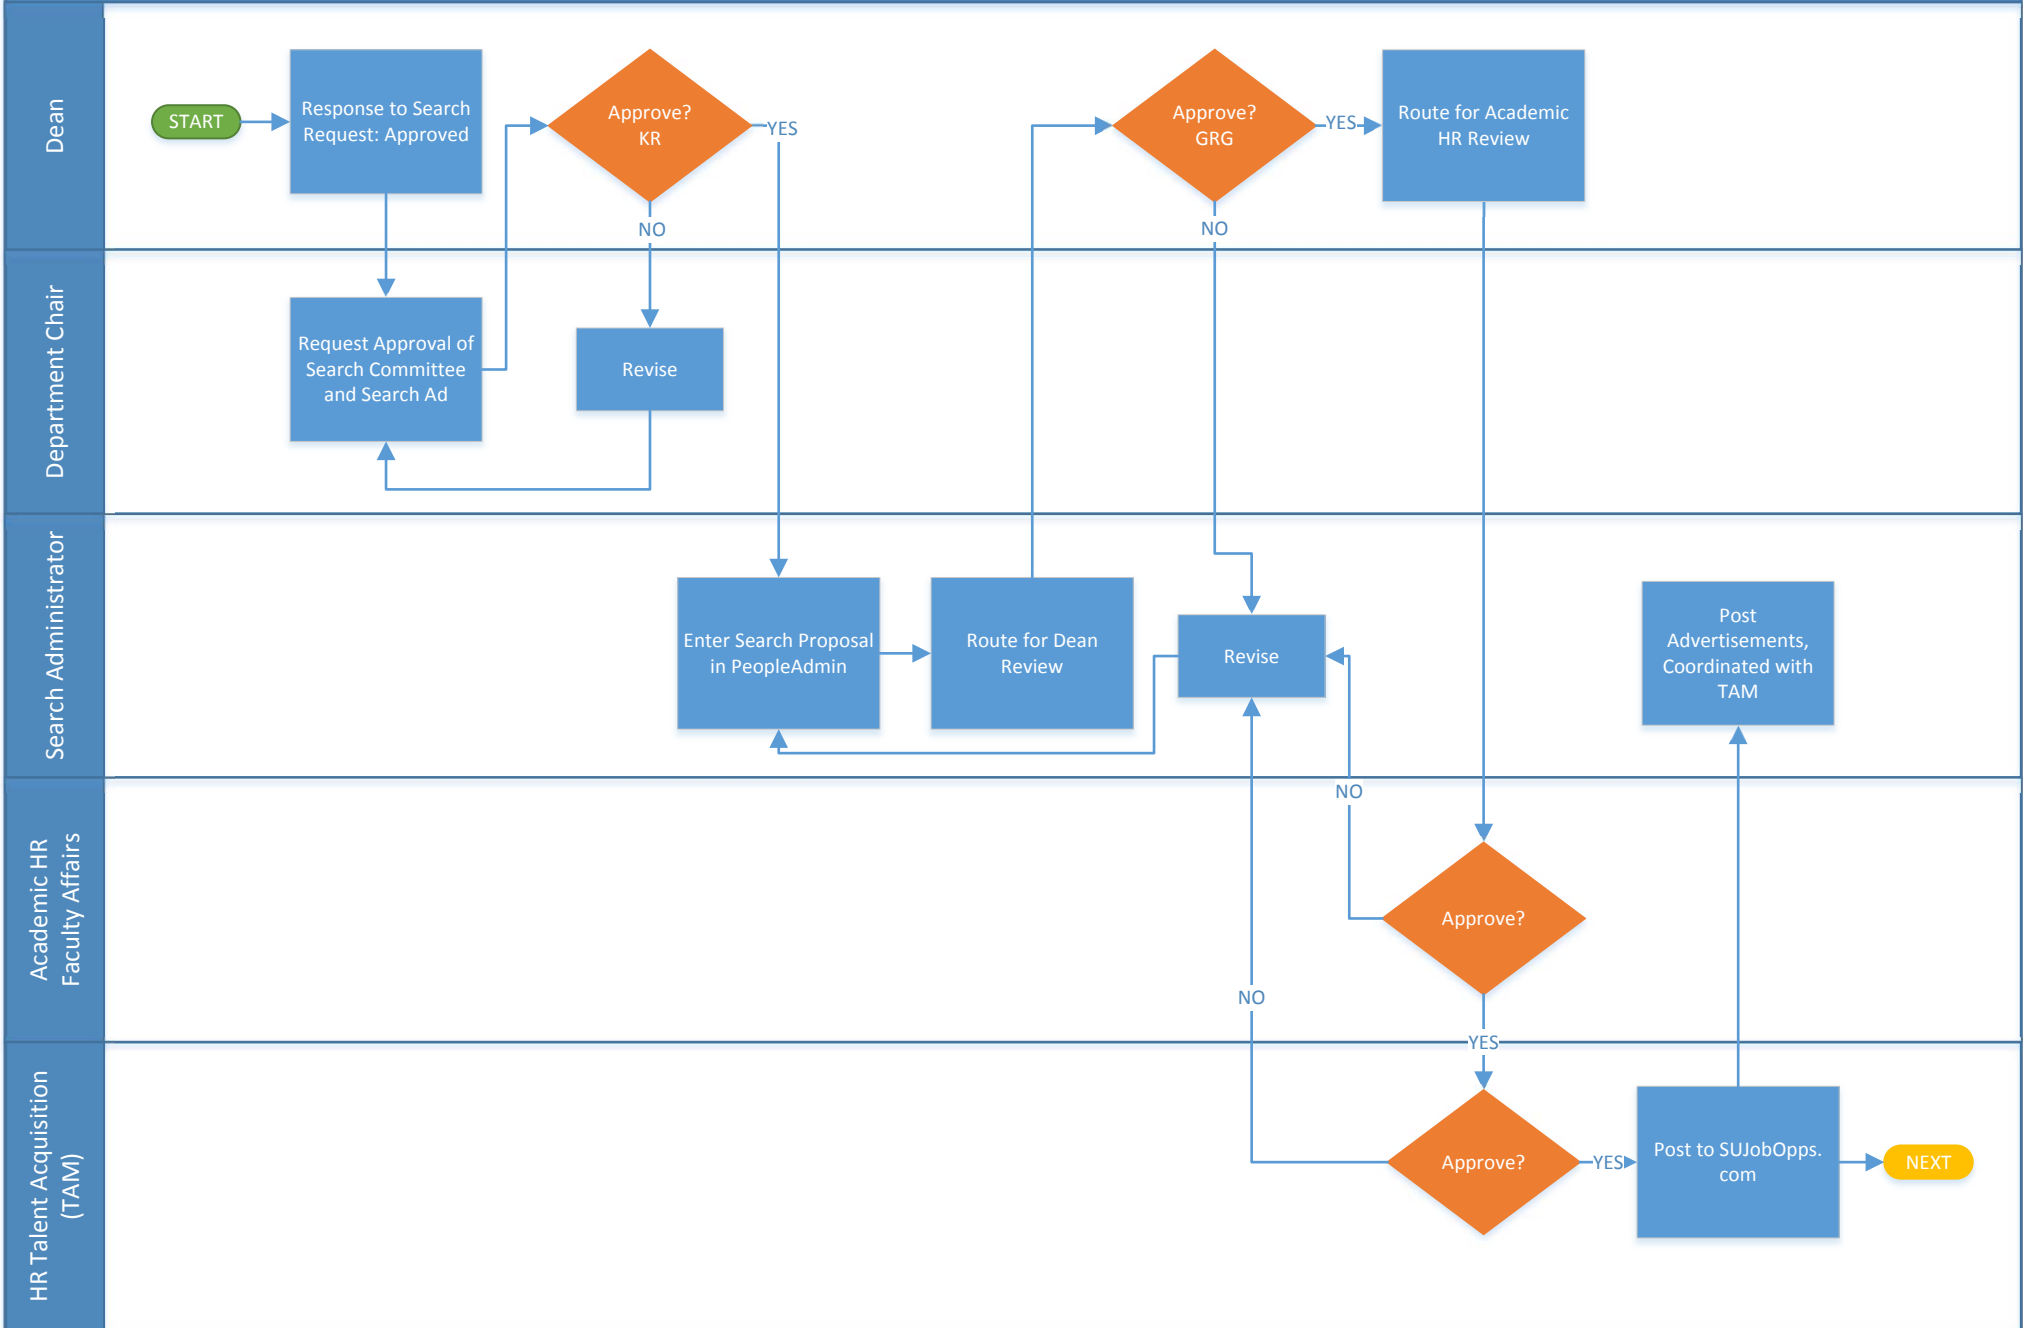 Dean
START
Response to Search
Request: Approved
Approve?
KR
YES
NO
Approve?
GRG
YES
NO
Route for Academic
HR Review
Department Chair
Request Approval of
Search Committee
and Search Ad
Revise
Search Administrator
Enter Search Proposal
in PeopleAdmin
Route for Dean
Review
Revise
Post
Advertisements,
Coordinated with
TAM
Academic HR
Faculty Affairs
NO
Approve?
NO
YES
HR Talent Acquisition
(TAM)
Approve?
YES
Post to SUJobOpps.
com
NEXT